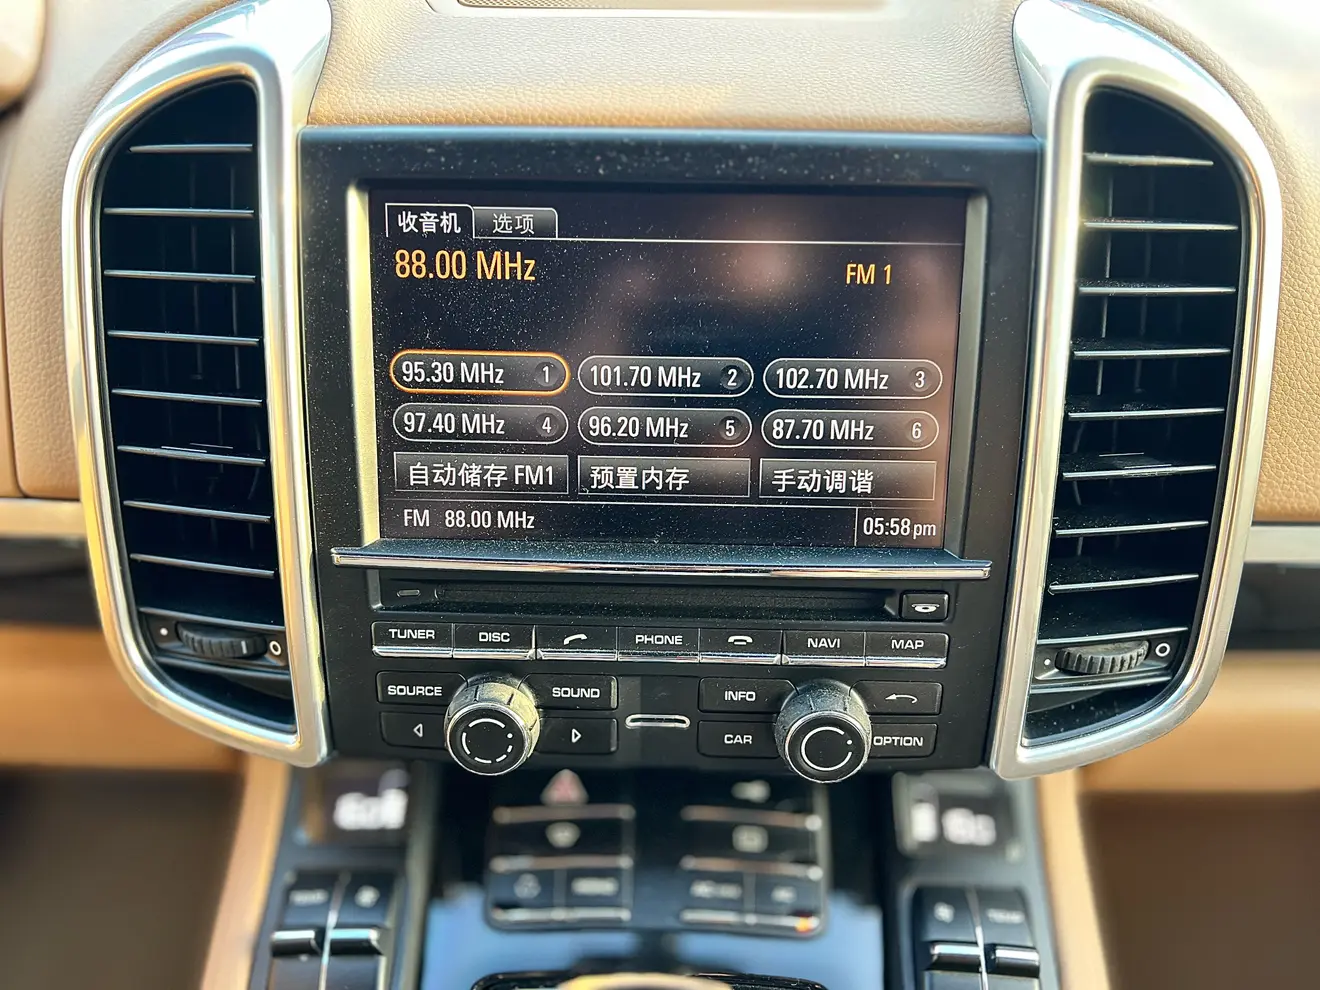 收音机 选项
88.00 MHz FM 1
95.30 MHz 1 101.70 MHz 2 102.70 MHz 3
97.40 MHz 4 96.20 MHz 5 87.70 MHz 6
自动储存 FM1 预置内存 手动调谐
FM 88.00 MHz 05:58 pm
TUNER DISC PHONE NAVI MAP
SOURCE SOUND INFO
CAR OPTION